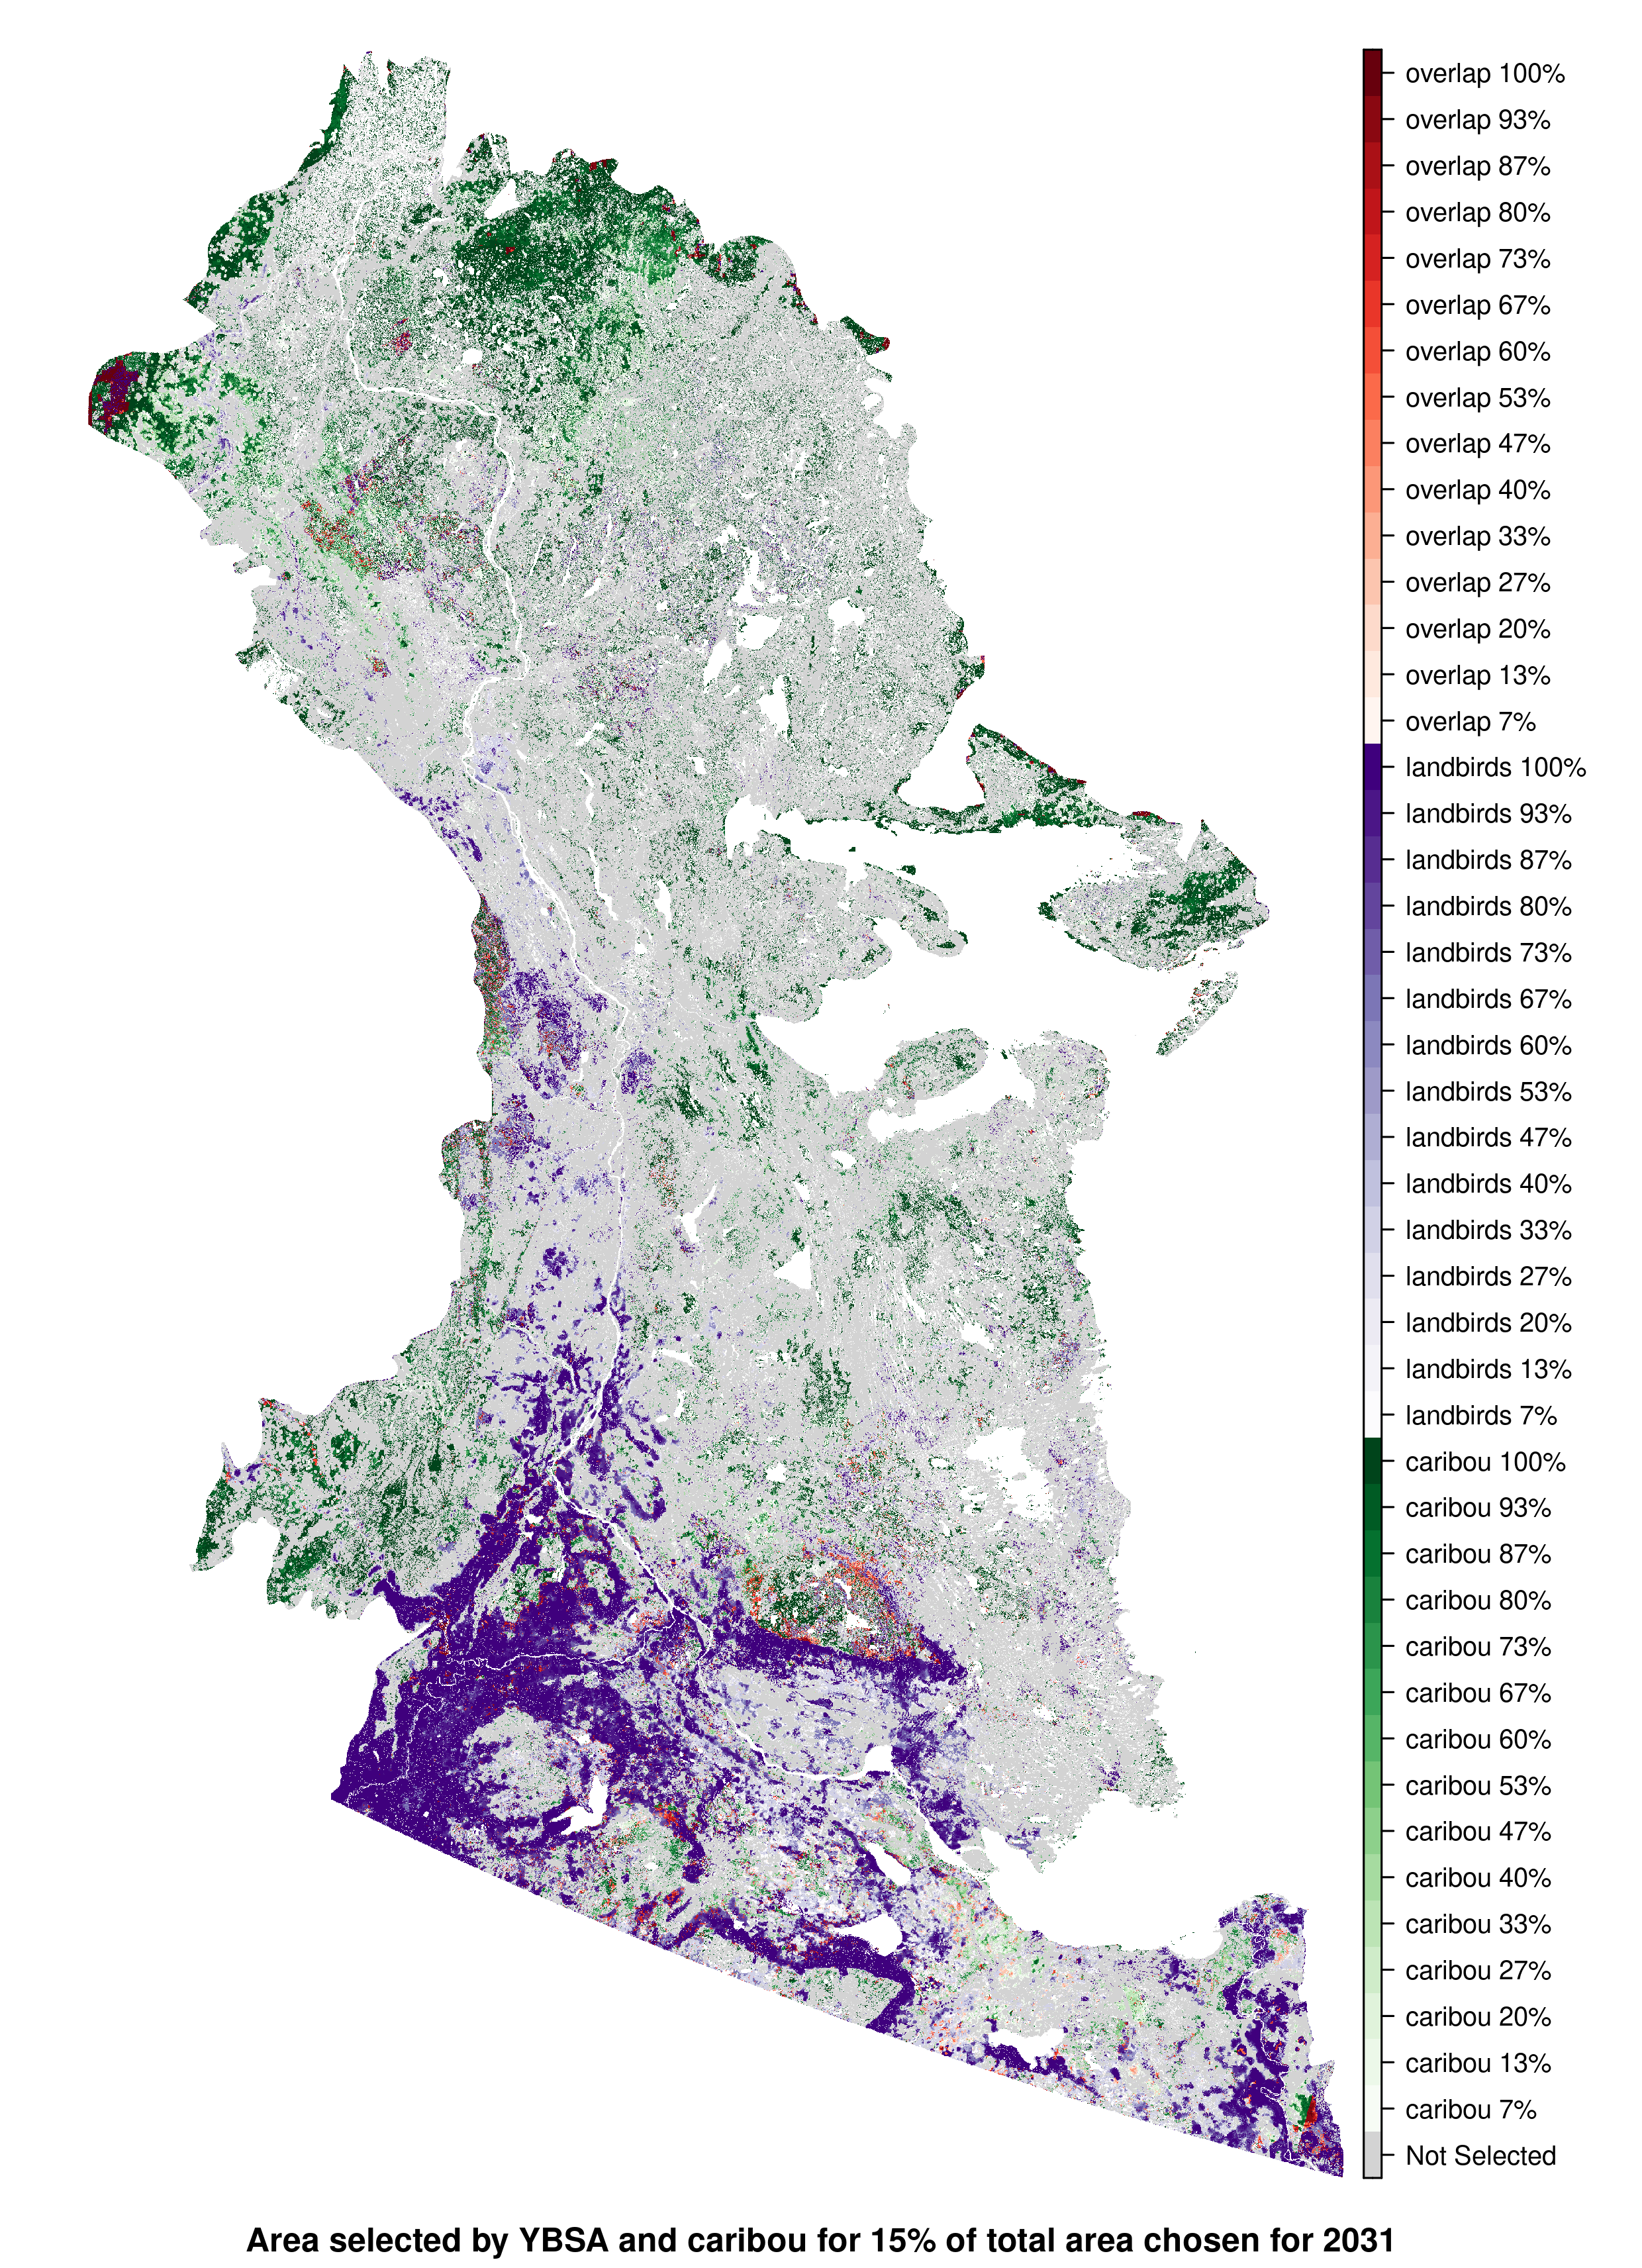 overlap 100%
overlap 93%
overlap 87%
overlap 80%
overlap 73%
overlap 67%
overlap 60%
overlap 53%
overlap 47%
overlap 40%
overlap 33%
overlap 27%
overlap 20%
overlap 13%
overlap 7%
landbirds 100%
landbirds 93%
landbirds 87%
landbirds 80%
landbirds 73%
landbirds 67%
landbirds 60%
landbirds 53%
landbirds 47%
landbirds 40%
landbirds 33%
landbirds 27%
landbirds 20%
landbirds 13%
landbirds 7%
caribou 100%
caribou 93%
caribou 87%
caribou 80%
caribou 73%
caribou 67%
caribou 60%
caribou 53%
caribou 47%
caribou 40%
caribou 33%
caribou 27%
caribou 20%
caribou 13%
caribou 7%
Not Selected
Area selected by YBSA and caribou for 15% of total area chosen for 2031